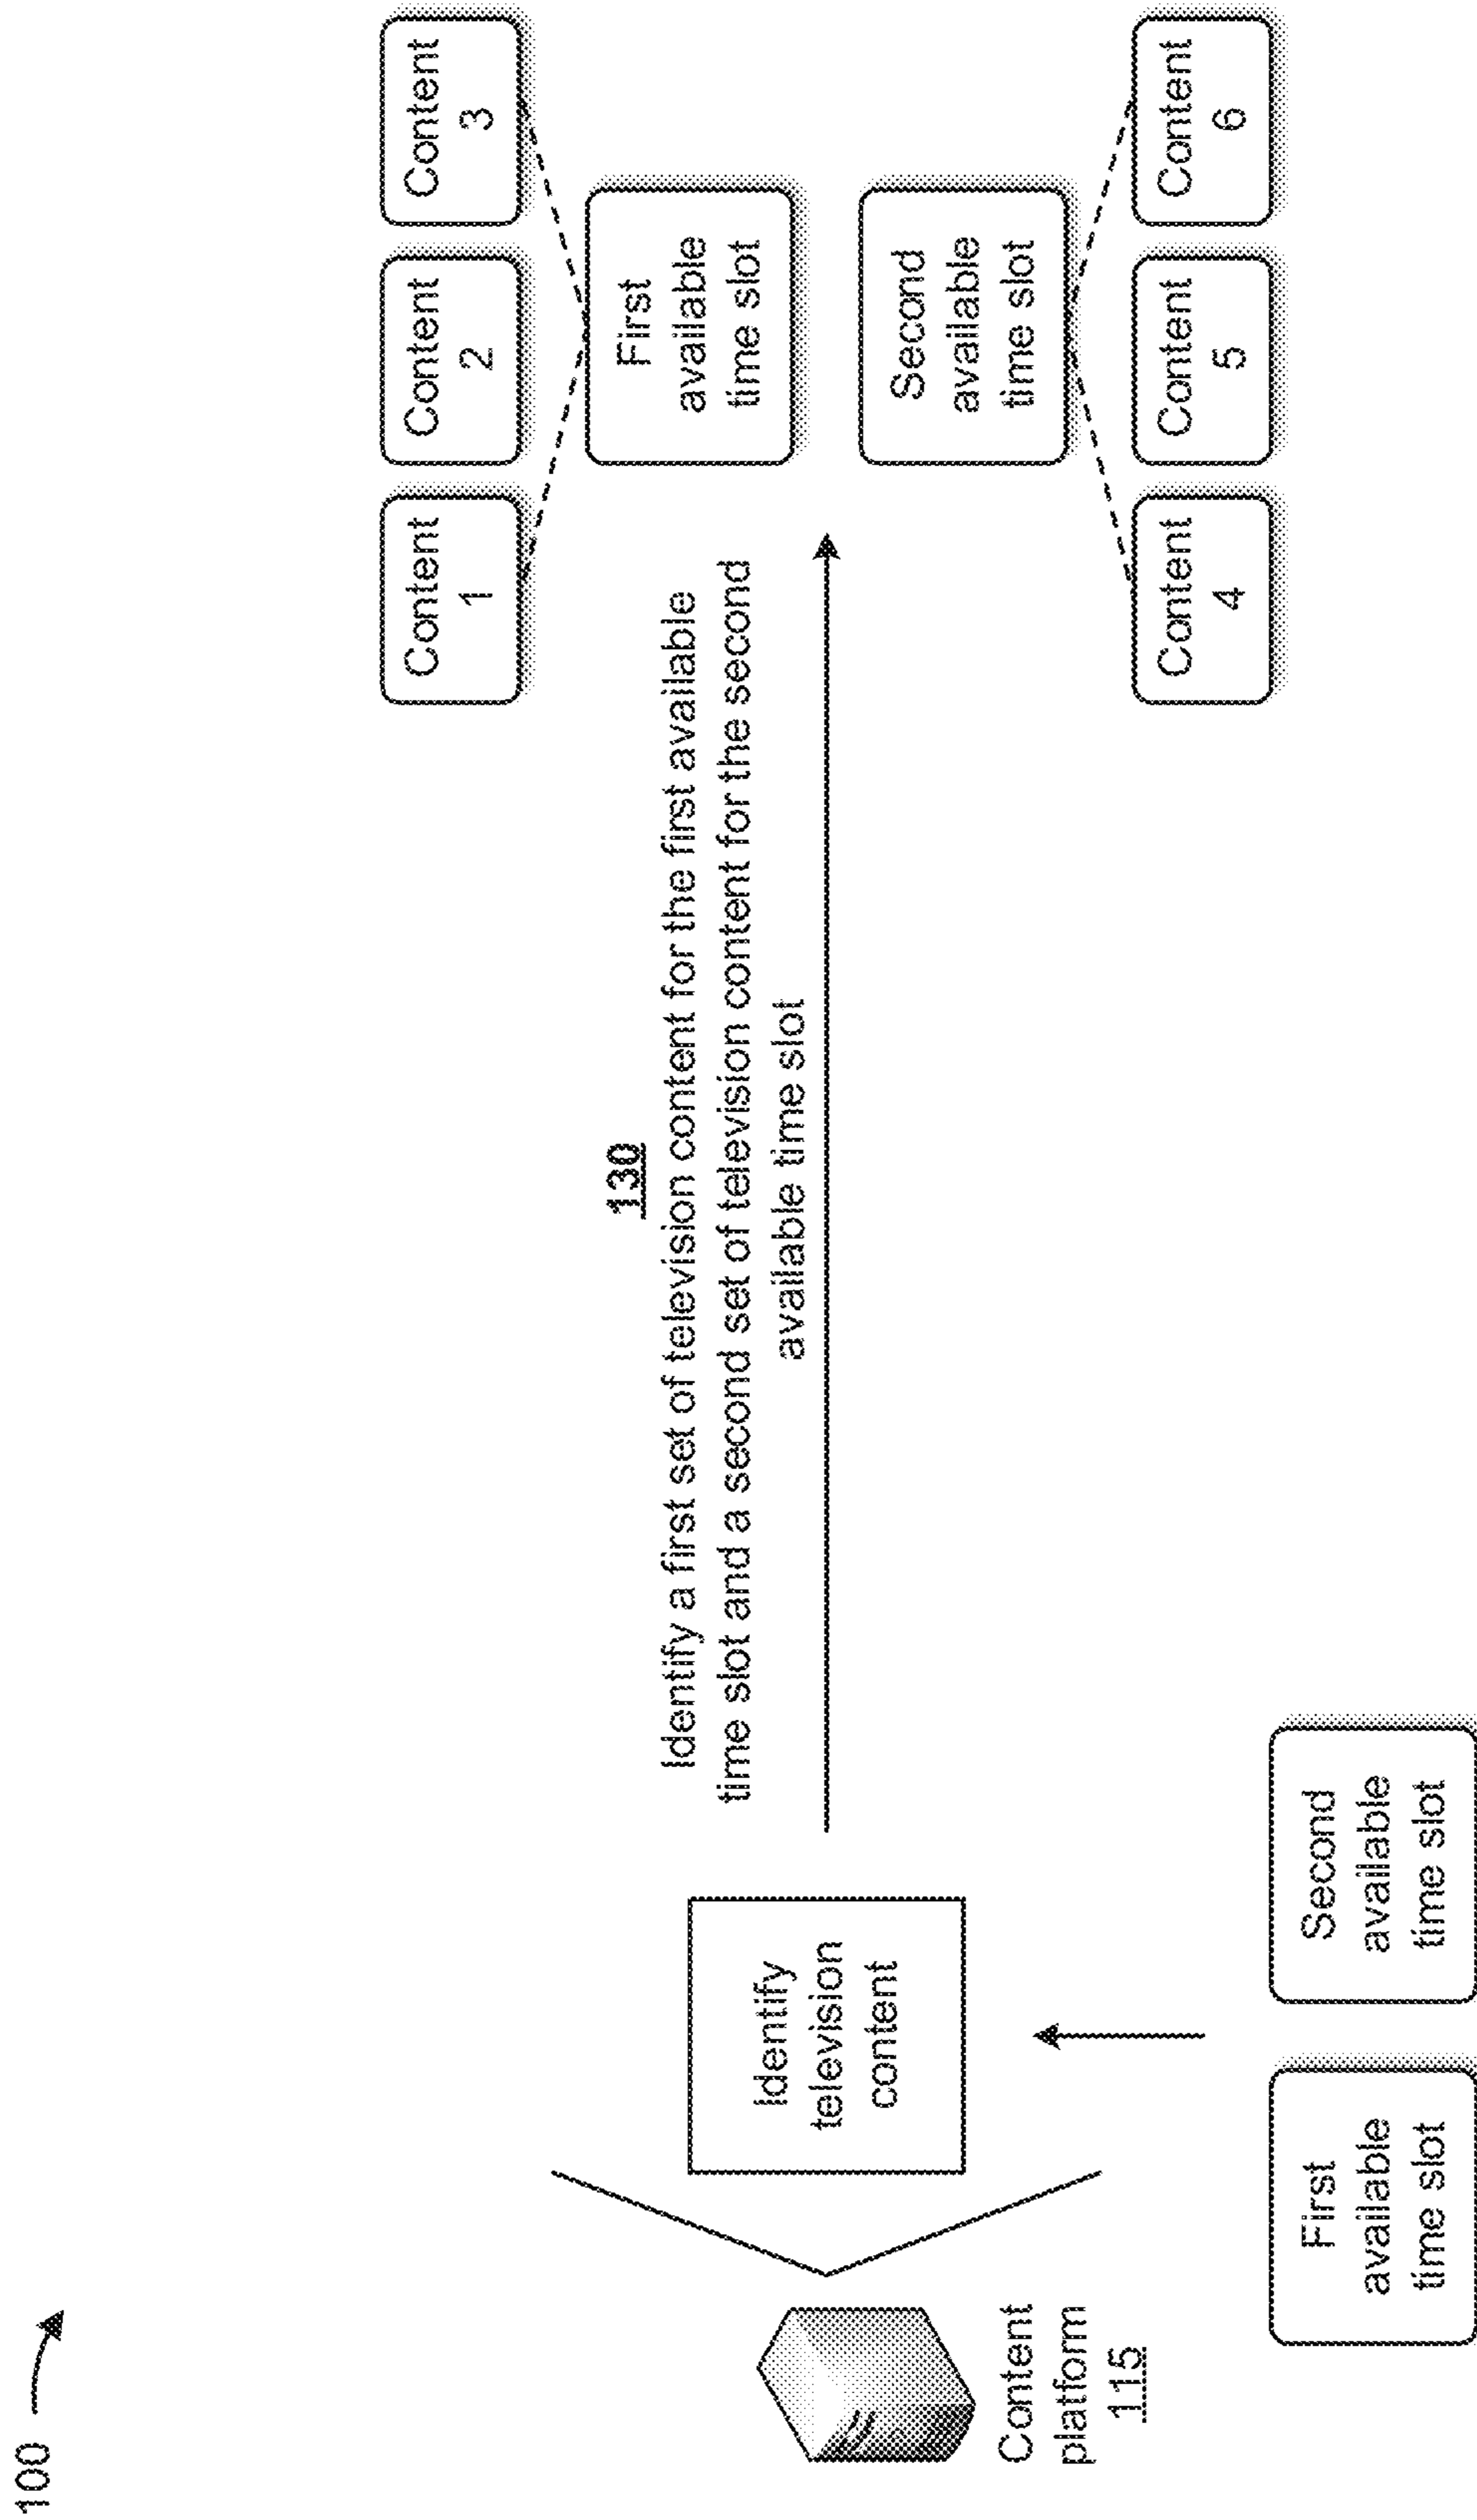 100
Content
platform
115
Identify
television
content
First
available
time slot
Second
available
time slot
130
Identify a first set of television content for the first available
time slot and a second set of television content for the second
available time slot
Content
1
Content
2
Content
3
First
available
time slot
Second
available
time slot
Content
4
Content
5
Content
6